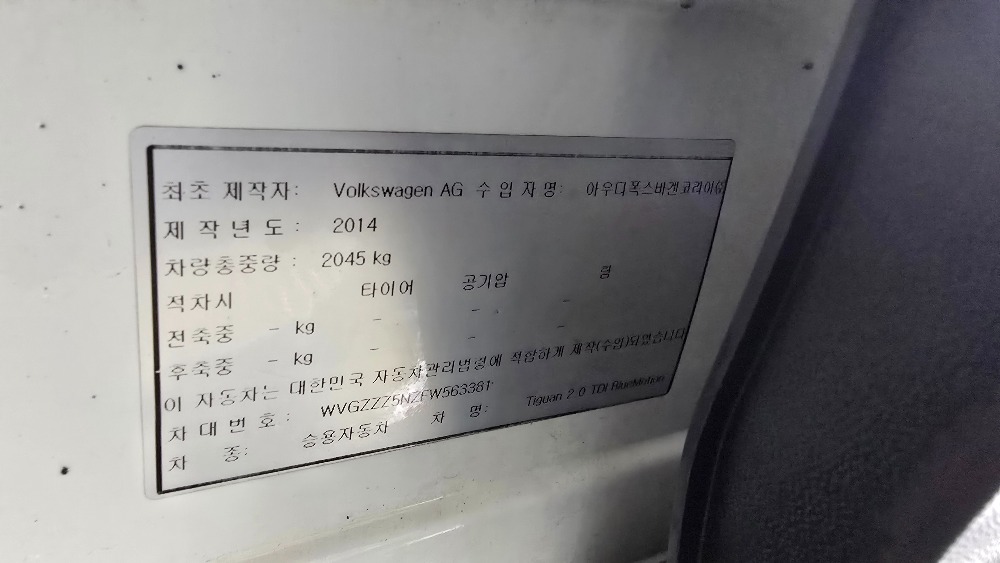 최초 제작자: Volkswagen AG 수 입 자 명: 아우디폭스바겐코리아(
제 작 년 도 : 2014
차량총중량 : 2045 kg
적차시 타이어 공기압 림
전축중 - kg - - -
후축중 - kg - - -
이 자동차는 대한민국 자동차관리법령에 적합하게 제작(수입)되었습니다
차 대 번 호 : WVGZZZ5NZFW563381
차 종: 승용자동차 차 명: Tiguan 2.0 TDI BlueMotion